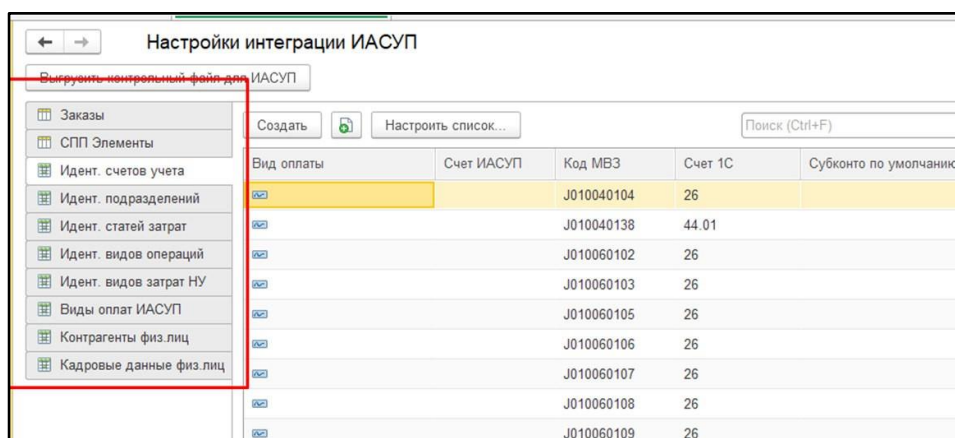 Настройки интеграции ИАСУП
Выгрузить контрольный файл для ИАСУП
Заказы
СПП Элементы
Идент. счетов учета
Идент. подразделений
Идент. статей затрат
Идент. видов операций
Идент. видов затрат НУ
Виды оплат ИАСУП
Контрагенты физ.лиц
Кадровые данные физ.лиц
Создать Настроить список... Поиск (Ctrl+F)
Вид оплаты Счет ИАСУП Код МВЗ Счет 1С Субконто по умолчанию
J010040104 26
J010040138 44.01
J010060102 26
J010060103 26
J010060105 26
J010060106 26
J010060107 26
J010060108 26
J010060109 26